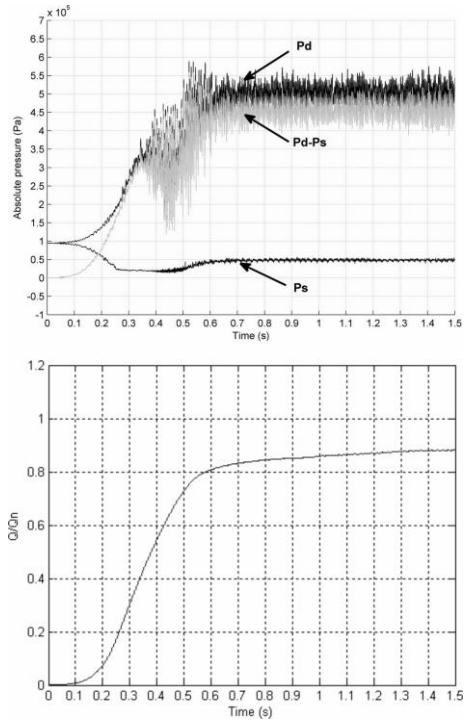 x 10⁵
7
6.5
6
5.5
5
4.5
4
3.5
3
2.5
2
1.5
1
0.5
0
-0.5
-1
Absolute pressure (Pa)
Pd
Pd-Ps
Ps
0 0.1 0.2 0.3 0.4 0.5 0.6 0.7 0.8 0.9 1 1.1 1.2 1.3 1.4 1.5
Time (s)
1.2
1
0.8
0.6
0.4
0.2
0
Q/Qn
0 0.1 0.2 0.3 0.4 0.5 0.6 0.7 0.8 0.9 1.0 1.1 1.2 1.3 1.4 1.5
Time (s)